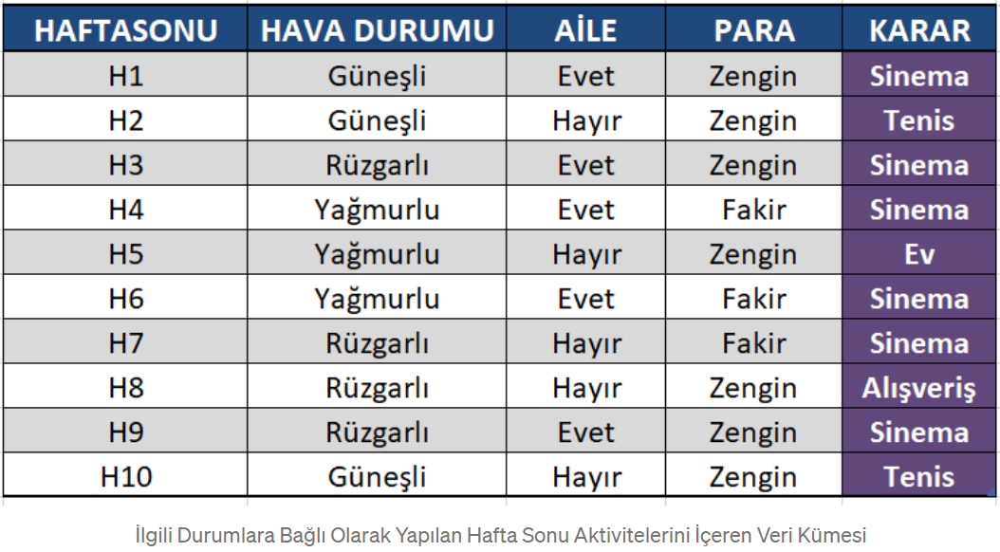 HAFTASONU HAVA DURUMU AİLE PARA KARAR
H1 Güneşli Evet Zengin Sinema
H2 Güneşli Hayır Zengin Tenis
H3 Rüzgarlı Evet Zengin Sinema
H4 Yağmurlu Evet Fakir Sinema
H5 Yağmurlu Hayır Zengin Ev
H6 Yağmurlu Evet Fakir Sinema
H7 Rüzgarlı Hayır Fakir Sinema
H8 Rüzgarlı Hayır Zengin Alışveriş
H9 Rüzgarlı Evet Zengin Sinema
H10 Güneşli Hayır Zengin Tenis
İlgili Durumlara Bağlı Olarak Yapılan Hafta Sonu Aktivitelerini İçeren Veri Kümesi